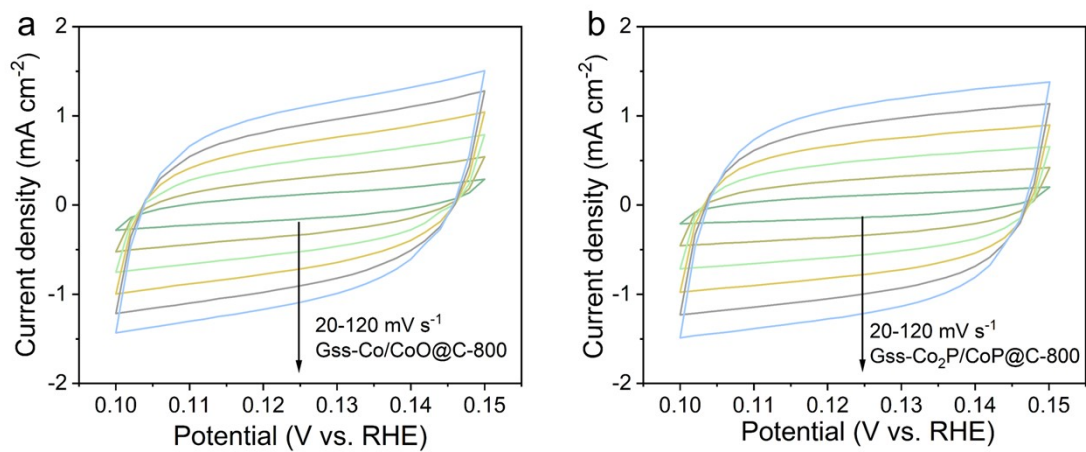 a
2
1
0
-1
-2
Current density (mA cm⁻²)
20-120 mV s⁻¹
Gss-Co/CoO@C-800
0.10 0.11 0.12 0.13 0.14 0.15
Potential (V vs. RHE)
b
2
1
0
-1
-2
Current density (mA cm⁻²)
20-120 mV s⁻¹
Gss-Co₂P/CoP@C-800
0.10 0.11 0.12 0.13 0.14 0.15
Potential (V vs. RHE)